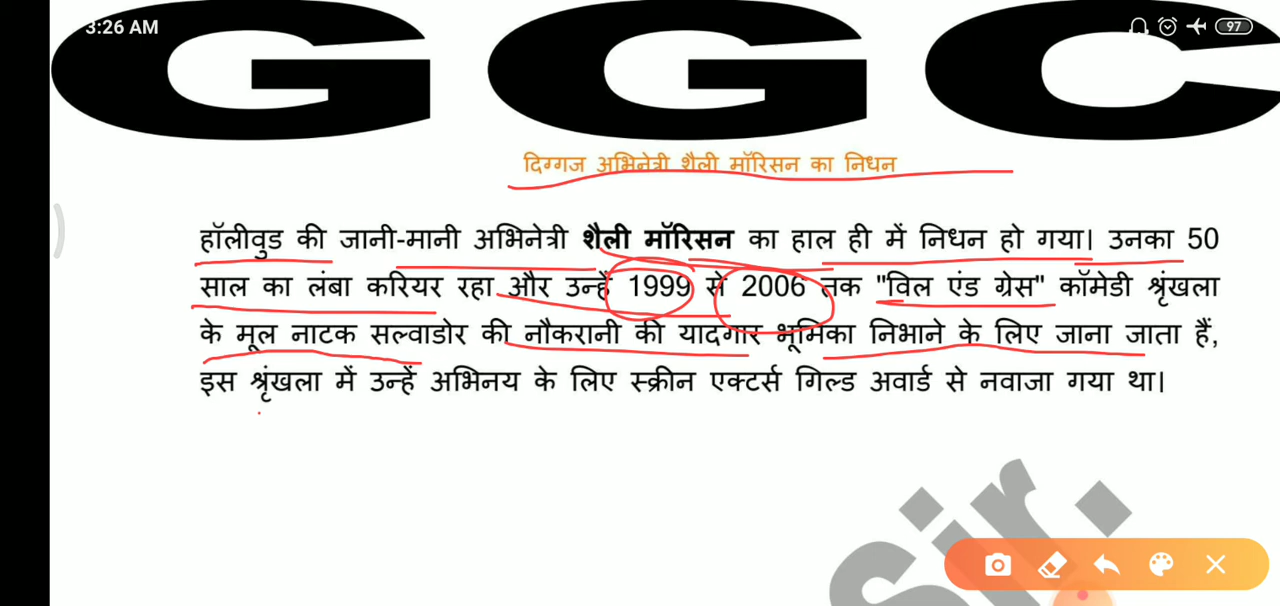 GGC
3:26 AM
97
दिग्गज अभिनेत्री शैली मॉरिसन का निधन
हॉलीवुड की जानी-मानी अभिनेत्री शैली मॉरिसन का हाल ही में निधन हो गया। उनका 50
साल का लंबा करियर रहा और उन्हें 1999 से 2006 तक "विल एंड ग्रेस" कॉमेडी श्रृंखला
के मूल नाटक सल्वाडोर की नौकरानी की यादगार भूमिका निभाने के लिए जाना जाता हैं,
इस श्रृंखला में उन्हें अभिनय के लिए स्क्रीन एक्टर्स गिल्ड अवार्ड से नवाजा गया था।
Sir.